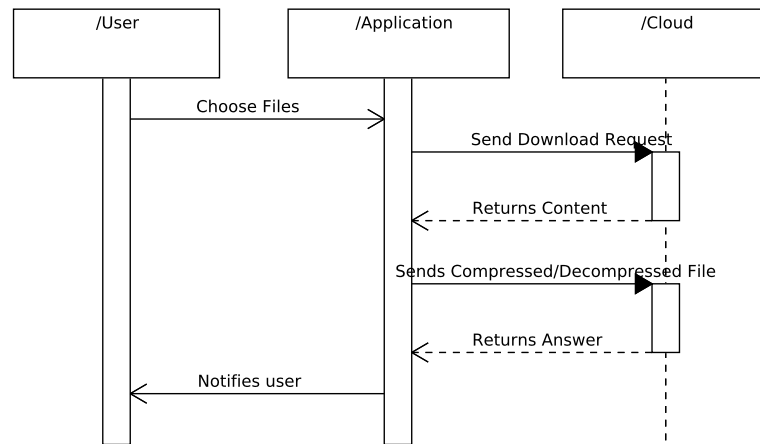 /User
/Application
/Cloud
Choose Files
Send Download Request
Returns Content
Sends Compressed/Decompressed File
Returns Answer
Notifies user